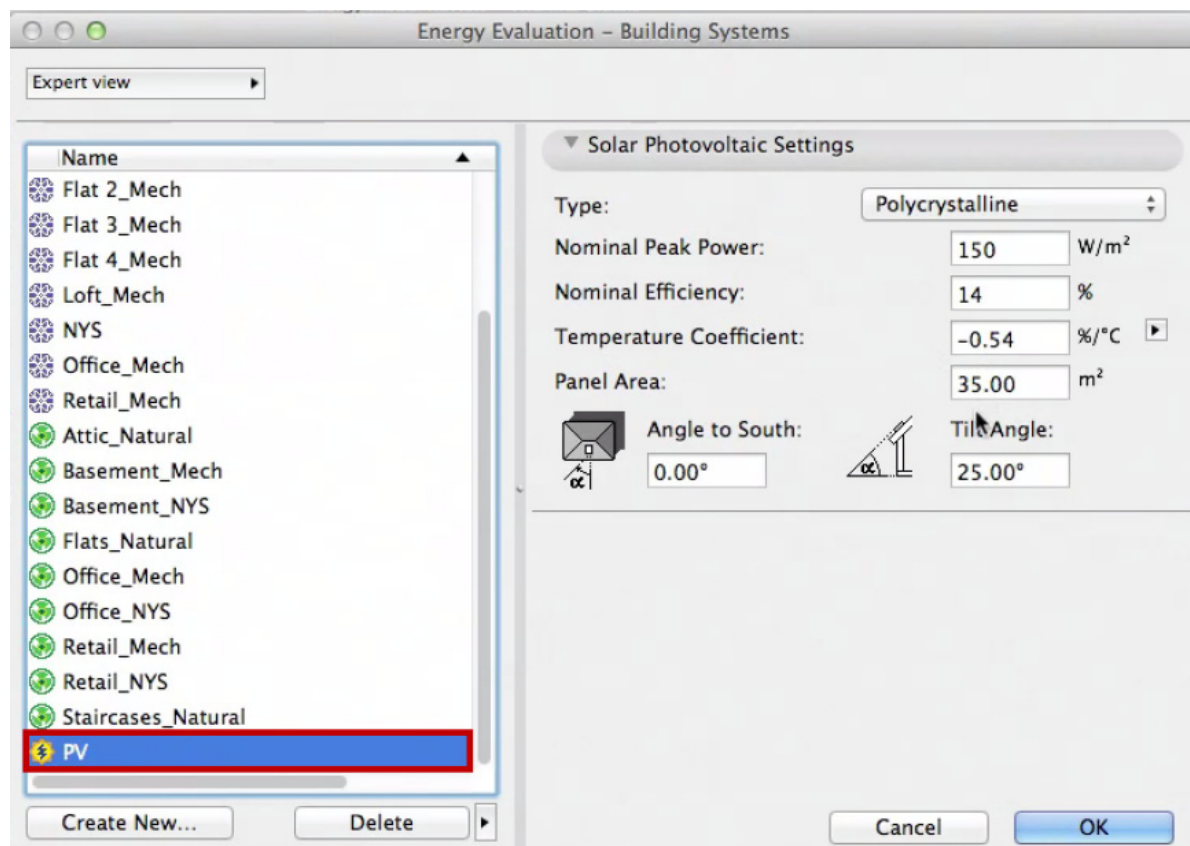 Energy Evaluation – Building Systems
Expert view
Name
Flat 2_Mech
Flat 3_Mech
Flat 4_Mech
Loft_Mech
NYS
Office_Mech
Retail_Mech
Attic_Natural
Basement_Mech
Basement_NYS
Flats_Natural
Office_Mech
Office_NYS
Retail_Mech
Retail_NYS
Staircases_Natural
PV
Create New...
Delete
Solar Photovoltaic Settings
Type: Polycrystalline
Nominal Peak Power: 150 W/m²
Nominal Efficiency: 14 %
Temperature Coefficient: -0.54 %/°C
Panel Area: 35.00 m²
Angle to South: Tilt Angle:
α 0.00° α 25.00°
Cancel OK